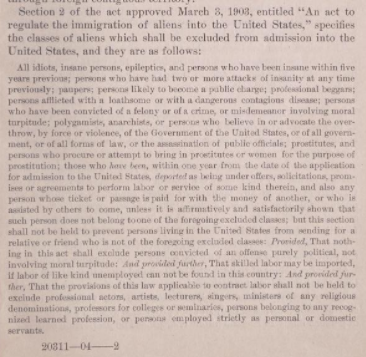 through foreign contiguous territory.
Section 2 of the act approved March 3, 1903, entitled "An act to
regulate the immigration of aliens into the United States," specifies
the classes of aliens which shall be excluded from admission into the
United States, and they are as follows:
All idiots, insane persons, epileptics, and persons who have been insane within five
years previous; persons who have had two or more attacks of insanity at any time
previously; paupers; persons likely to become a public charge; professional beggars;
persons afflicted with a loathsome or with a dangerous contagious disease; persons
who have been convicted of a felony or of a crime, or misdemeanor involving moral
turpitude; polygamists, anarchists, or persons who believe in or advocate the over-
throw, by force or violence, of the Government of the United States, or of all govern-
ment, or of all forms of law, or the assassination of public officials; prostitutes, and
persons who procure or attempt to bring in prostitutes or women for the purpose of
prostitution; those who have been, within one year from the date of the application
for admission to the United States, deported as being under offers, solicitations, prom-
ises or agreements to perform labor or service of some kind therein, and also any
person whose ticket or passage is paid for with the money of another, or who is
assisted by others to come, unless it is affirmatively and satisfactorily shown that
such person does not belong to one of the foregoing excluded classes; but this section
shall not be held to prevent persons living in the United States from sending for a
relative or friend who is not of the foregoing excluded classes: Provided, That noth-
ing in this act shall exclude persons convicted of an offense purely political, not
involving moral turpitude: And provided further, That skilled labor may be imported,
if labor of like kind unemployed can not be found in this country: And provided fur-
ther, That the provisions of this law applicable to contract labor shall not be held to
exclude professional actors, artists, lecturers, singers, ministers of any religious
denominations, professors for colleges or seminaries, persons belonging to any recog-
nized learned profession, or persons employed strictly as personal or domestic
servants.
20311—04——2